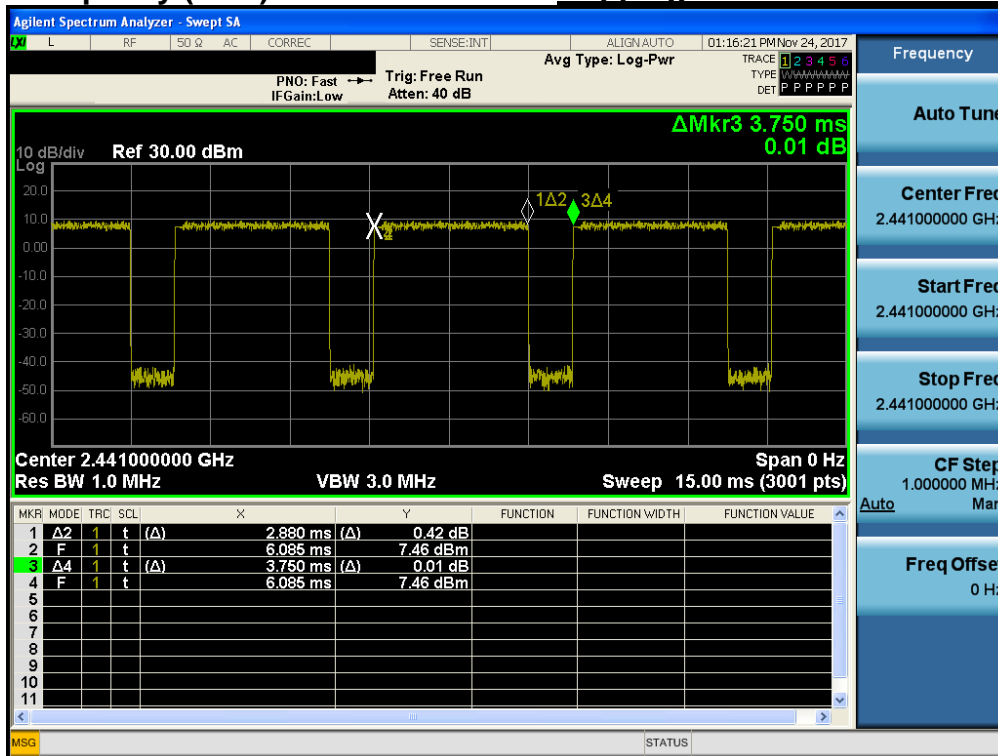 Agilent Spectrum Analyzer - Swept SA
LXI L RF 50 Ω AC CORREC SENSE:INT ALIGN AUTO 01:16:21 PM Nov 24, 2017
Frequency
Avg Type: Log-Pwr
TRACE 1 2 3 4 5 6
TYPE
DET P P P P P P
PNO: Fast
IFGain:Low
Trig: Free Run
Atten: 40 dB
Auto Tune
ΔMkr3 3.750 ms
0.01 dB
10 dB/div
Log
Ref 30.00 dBm
20.0
10.0
0.00
-10.0
-20.0
-30.0
-40.0
-50.0
-60.0
1Δ2
3Δ4
X
4
Center Freq
2.441000000 GHz
Start Freq
2.441000000 GHz
Stop Freq
2.441000000 GHz
CF Step
1.000000 MHz
Auto Man
Freq Offset
0 Hz
Center 2.441000000 GHz Span 0 Hz
Res BW 1.0 MHz VBW 3.0 MHz Sweep 15.00 ms (3001 pts)
MKR MODE TRC SCL X Y FUNCTION FUNCTION WIDTH FUNCTION VALUE
1 Δ2 1 t (Δ) 2.880 ms (Δ) 0.42 dB
2 F 1 t 6.085 ms 7.46 dBm
3 Δ4 1 t (Δ) 3.750 ms (Δ) 0.01 dB
4 F 1 t 6.085 ms 7.46 dBm
5
6
7
8
9
10
11
MSG STATUS